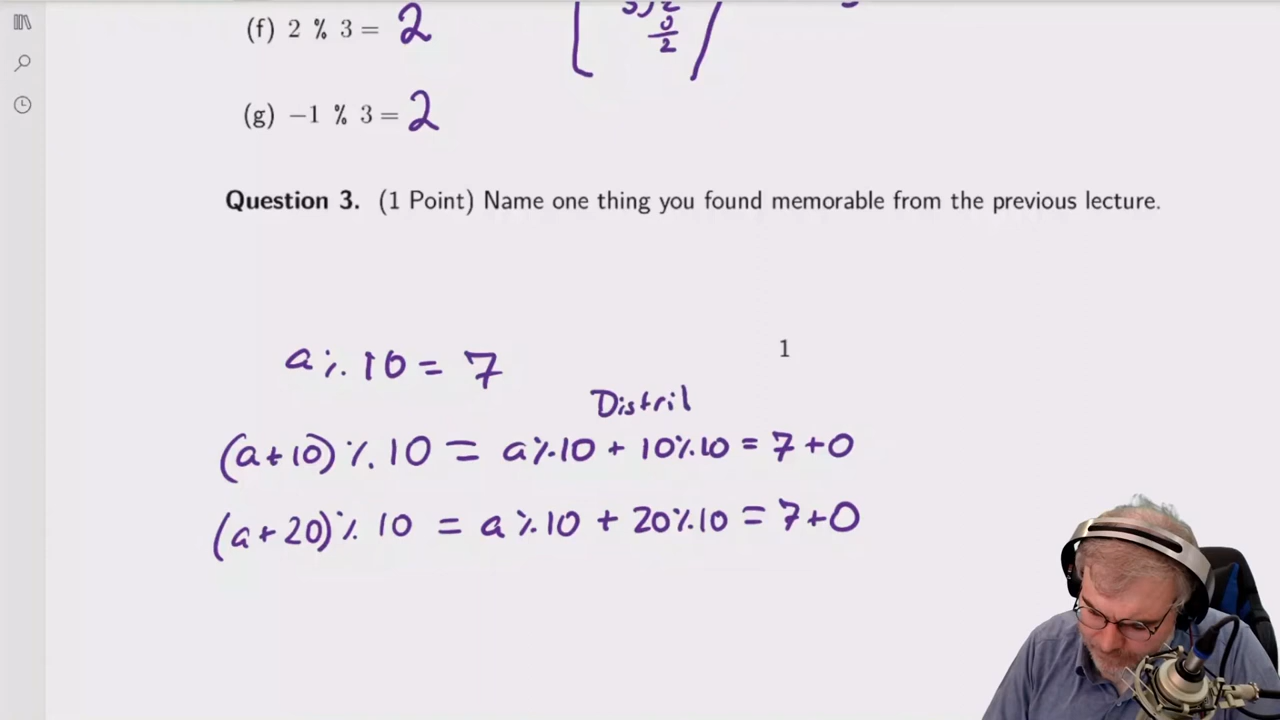 (f) 2 % 3 = 2
(g) −1 % 3 = 2
Question 3. (1 Point) Name one thing you found memorable from the previous lecture.
1
a % 10 = 7
Distril
(a+10) % 10 = a % 10 + 10 % 10 = 7+0
(a+20) % 10 = a % 10 + 20 % 10 = 7+0